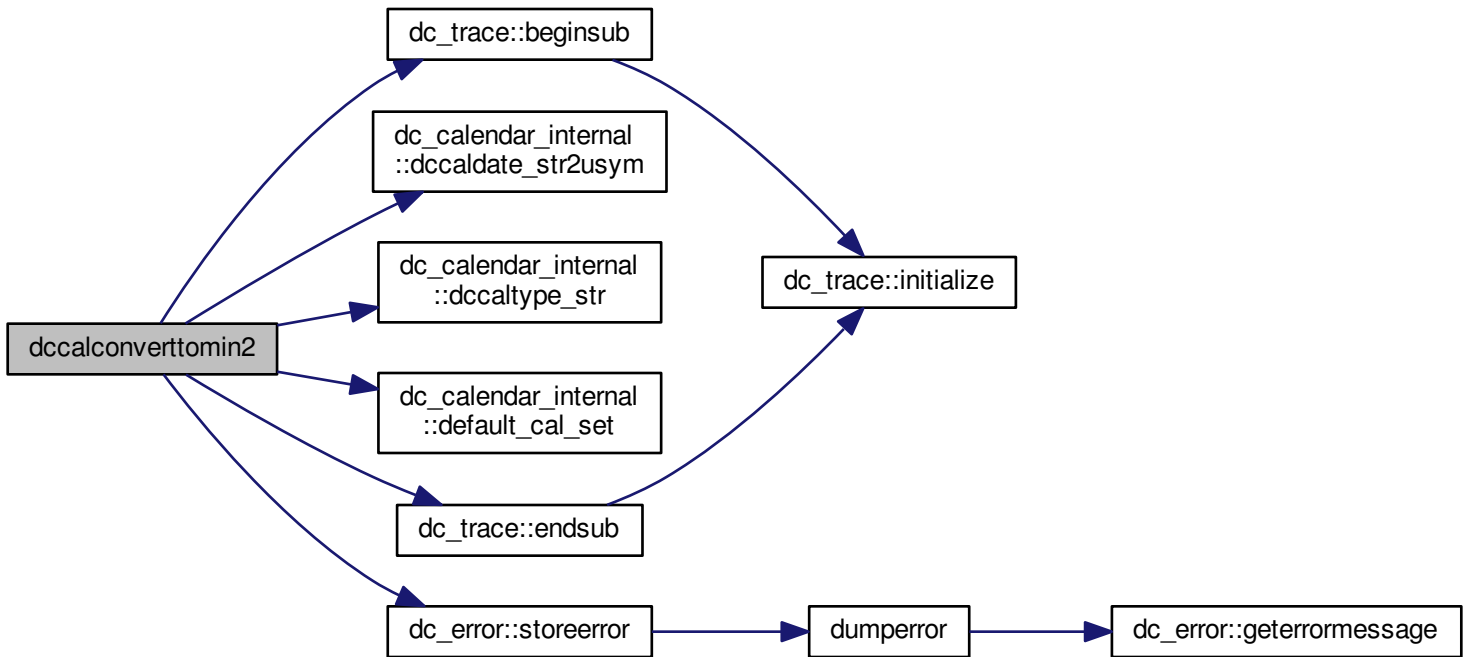 dc_trace::beginsub
dc_calendar_internal
::dccaldate_str2usym
dc_calendar_internal
::dccaltype_str
dc_trace::initialize
dccalconverttomin2
dc_calendar_internal
::default_cal_set
dc_trace::endsub
dc_error::storeerror
dumperror
dc_error::geterrormessage